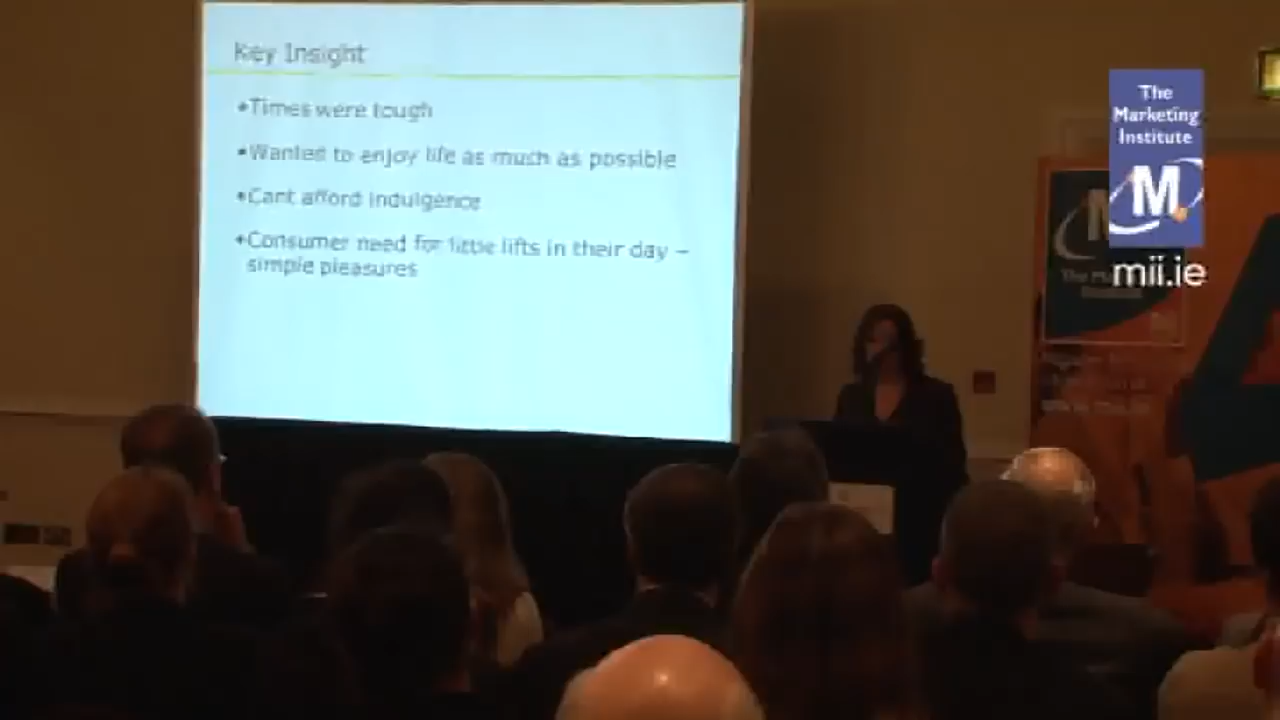 Key Insight
•Times were tough
•Wanted to enjoy life as much as possible
•Cant afford indulgence
•Consumer need for little lifts in their day –
simple pleasures
The
Marketing
Institute
M
mii.ie
M